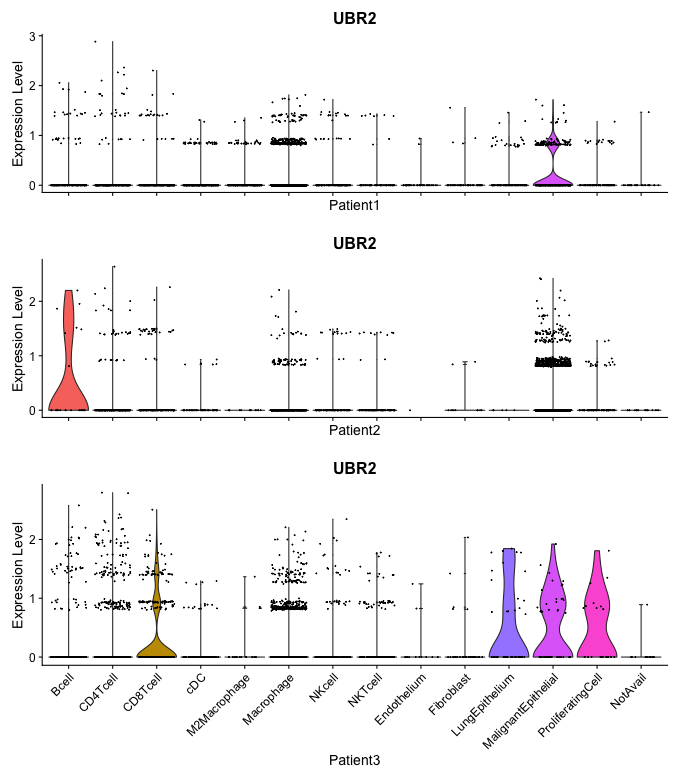 UBR2
Expression Level
3
2
1
0
Patient1
UBR2
Expression Level
2
1
0
Patient2
UBR2
Expression Level
2
1
0
Bcell
CD4Tcell
CD8Tcell
cDC
M2Macrophage
Macrophage
NKcell
NKTcell
Endothelium
Fibroblast
LungEpithelium
MalignantEpithelial
ProliferatingCell
NotAvail
Patient3